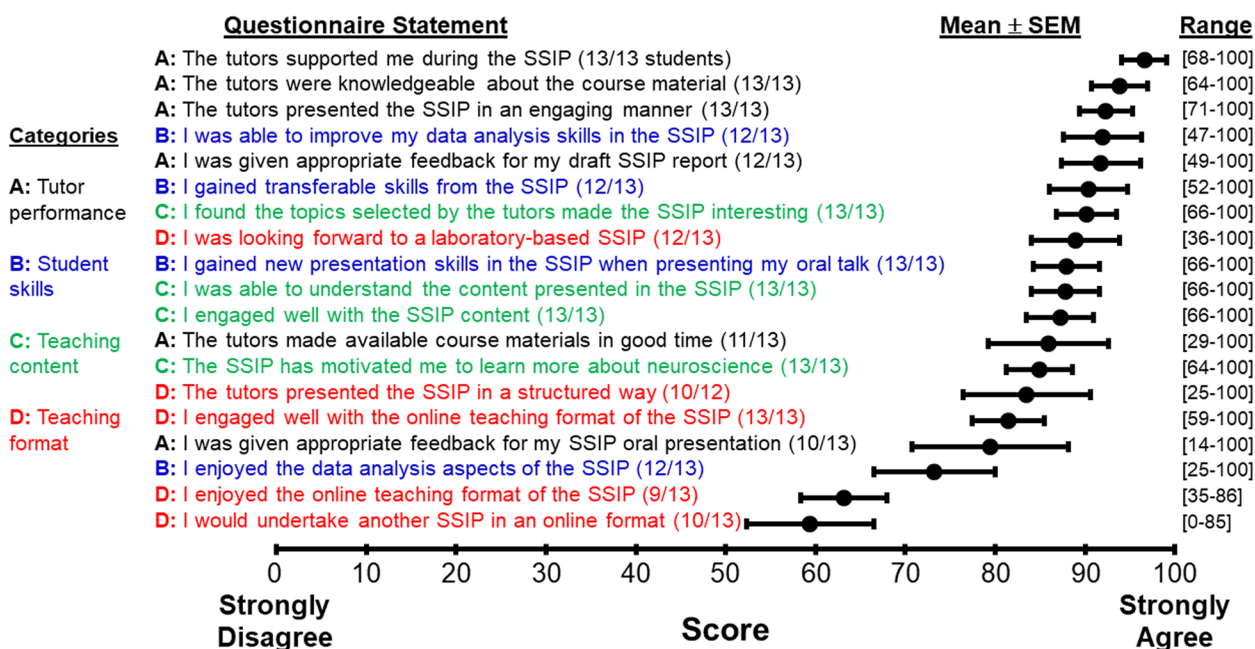 Questionnaire Statement Mean ± SEM Range
A: The tutors supported me during the SSIP (13/13 students) [68-100]
A: The tutors were knowledgeable about the course material (13/13) [64-100]
A: The tutors presented the SSIP in an engaging manner (13/13) [71-100]
Categories
B: I was able to improve my data analysis skills in the SSIP (12/13) [47-100]
A: I was given appropriate feedback for my draft SSIP report (12/13) [49-100]
A: Tutor
performance
B: I gained transferable skills from the SSIP (12/13) [52-100]
C: I found the topics selected by the tutors made the SSIP interesting (13/13) [66-100]
D: I was looking forward to a laboratory-based SSIP (12/13) [36-100]
B: Student
skills
B: I gained new presentation skills in the SSIP when presenting my oral talk (13/13) [66-100]
C: I was able to understand the content presented in the SSIP (13/13) [66-100]
C: I engaged well with the SSIP content (13/13) [66-100]
C: Teaching
content
A: The tutors made available course materials in good time (11/13) [29-100]
C: The SSIP has motivated me to learn more about neuroscience (13/13) [64-100]
D: The tutors presented the SSIP in a structured way (10/12) [25-100]
D: Teaching
format
D: I engaged well with the online teaching format of the SSIP (13/13) [59-100]
A: I was given appropriate feedback for my SSIP oral presentation (10/13) [14-100]
B: I enjoyed the data analysis aspects of the SSIP (12/13) [25-100]
D: I enjoyed the online teaching format of the SSIP (9/13) [35-86]
D: I would undertake another SSIP in an online format (10/13) [0-85]
0 10 20 30 40 50 60 70 80 90 100
Strongly
Disagree
Score
Strongly
Agree